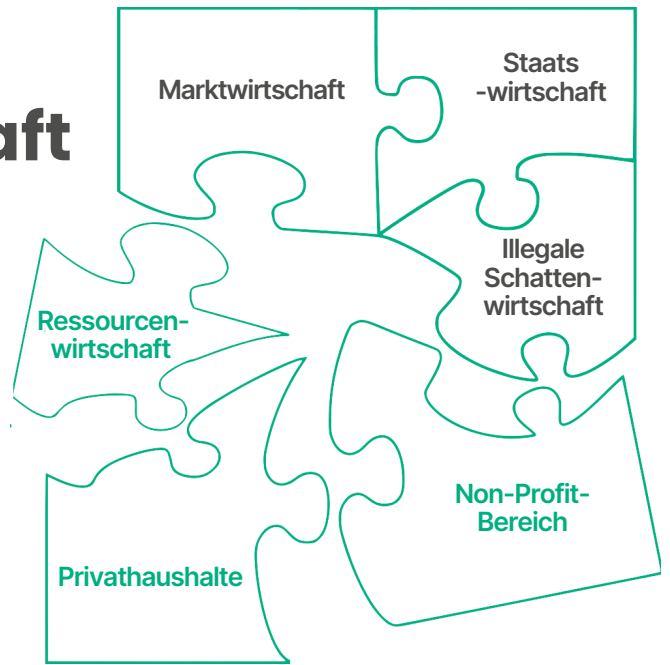 Marktwirtschaft
Staats
-wirtschaft
aft
Illegale
Schatten-
wirtschaft
Ressourcen-
wirtschaft
Non-Profit-
Bereich
Privathaushalte